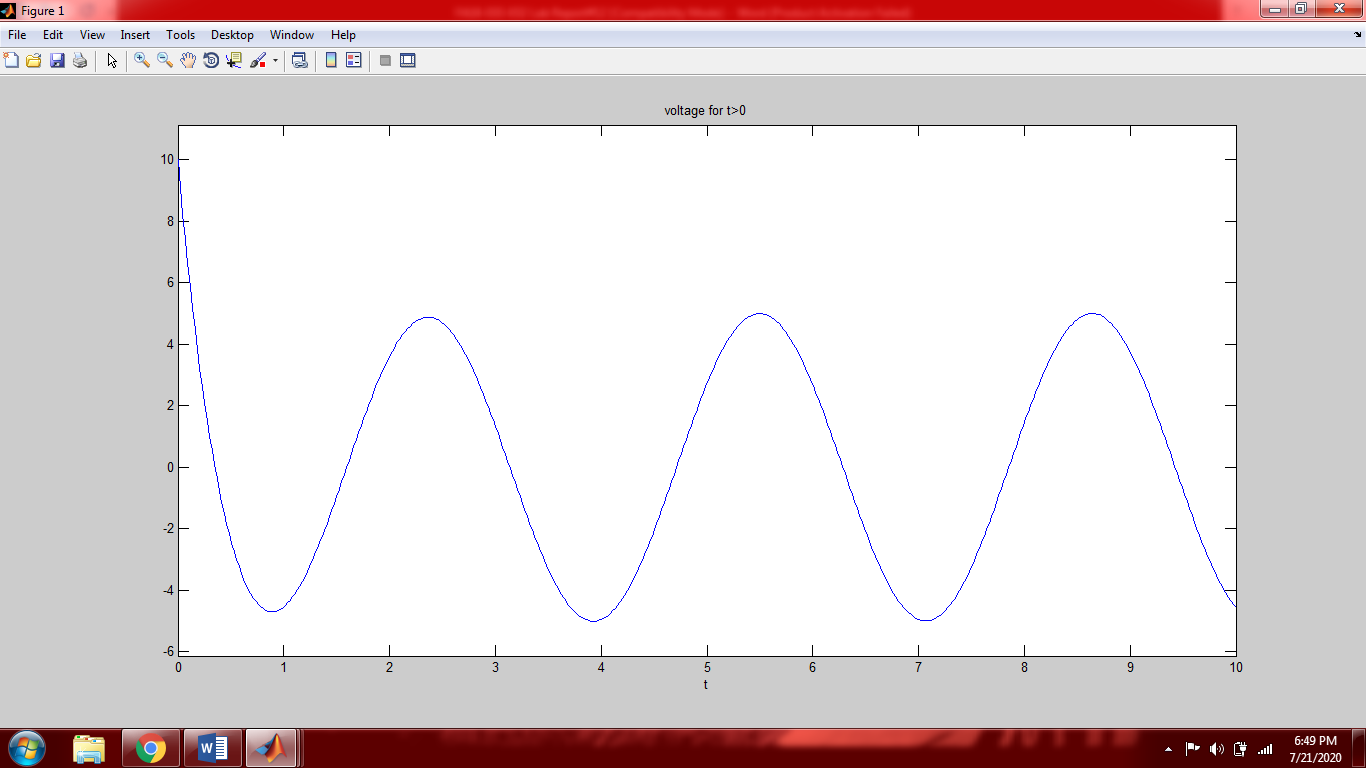 Figure 1
File Edit View Insert Tools Desktop Window Help
voltage for t>0
10
8
6
4
2
0
-2
-4
-6
0 1 2 3 4 5 6 7 8 9 10
t
6:49 PM
7/21/2020